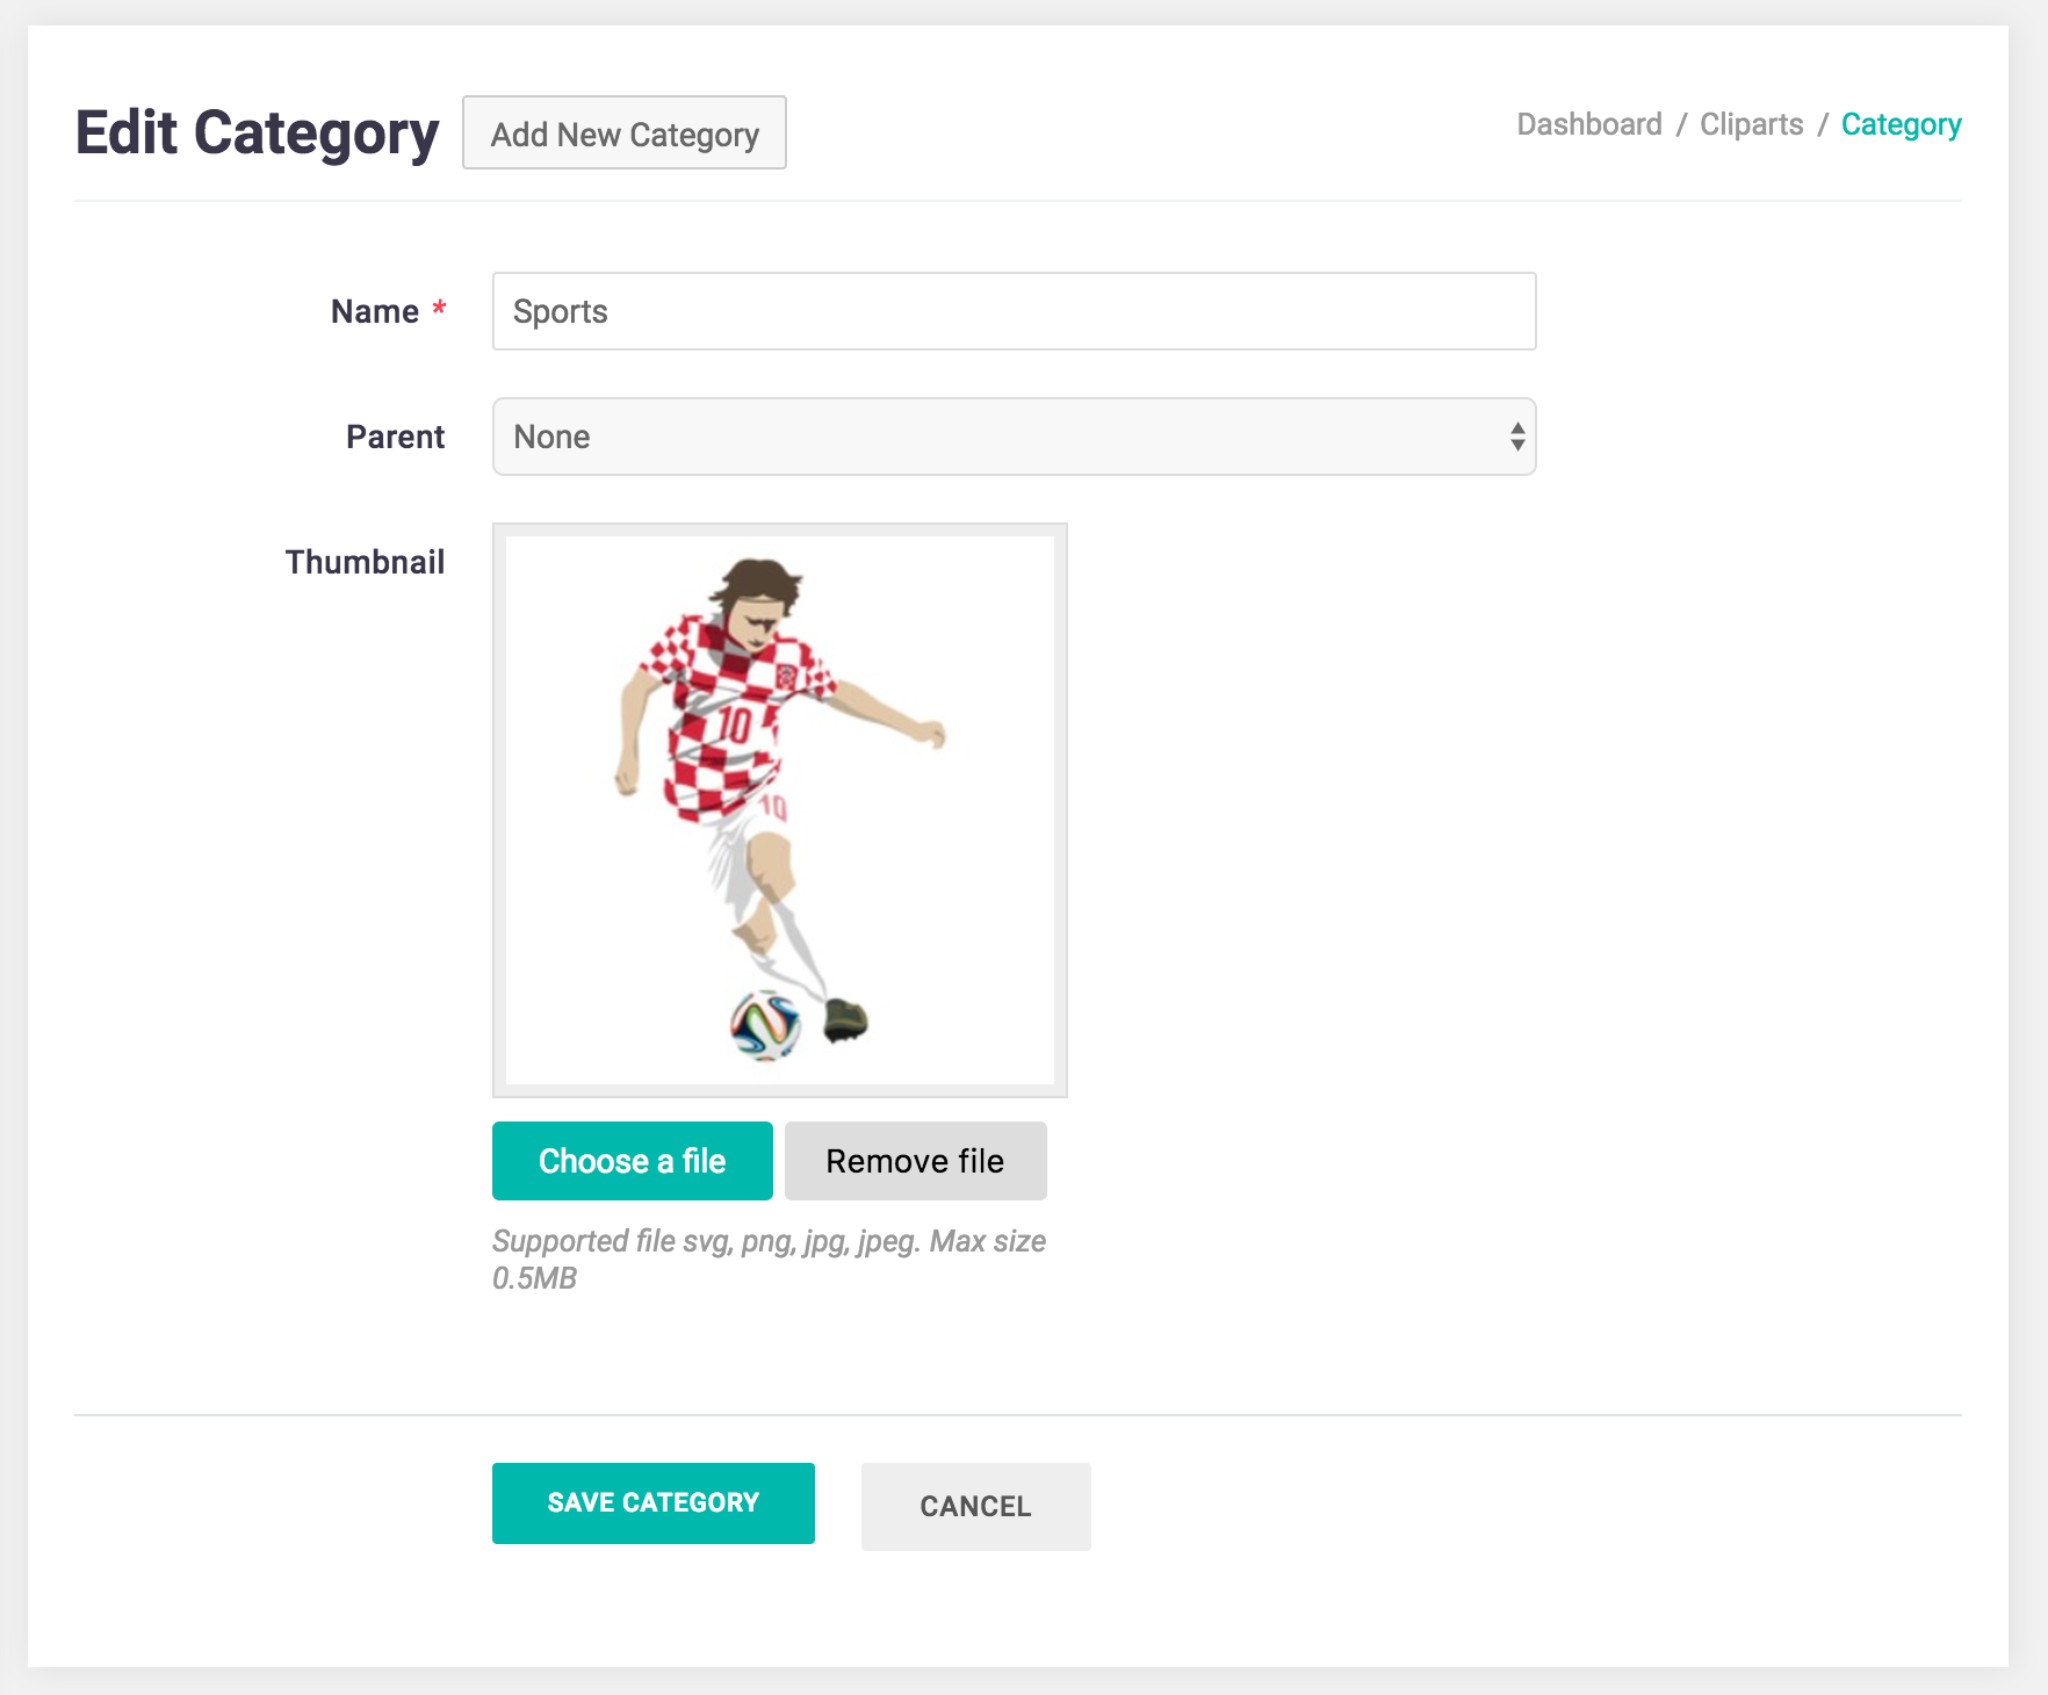 Edit Category
Add New Category
Dashboard / Cliparts / Category
Name *
Sports
Parent
None
Thumbnail
10
10
Choose a file
Remove file
Supported file svg, png, jpg, jpeg. Max size
0.5MB
SAVE CATEGORY
CANCEL